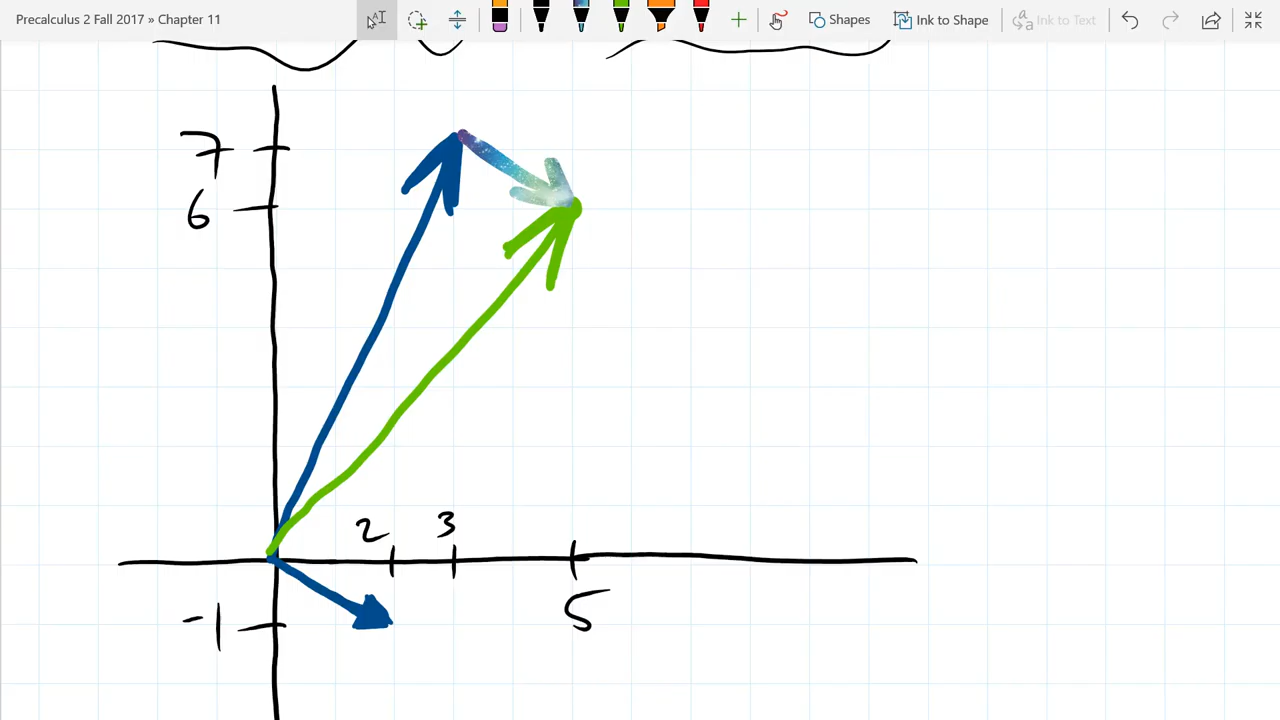 Precalculus 2 Fall 2017 » Chapter 11
Shapes
Ink to Shape
Ink to Text
7
6
2 3
5
-1